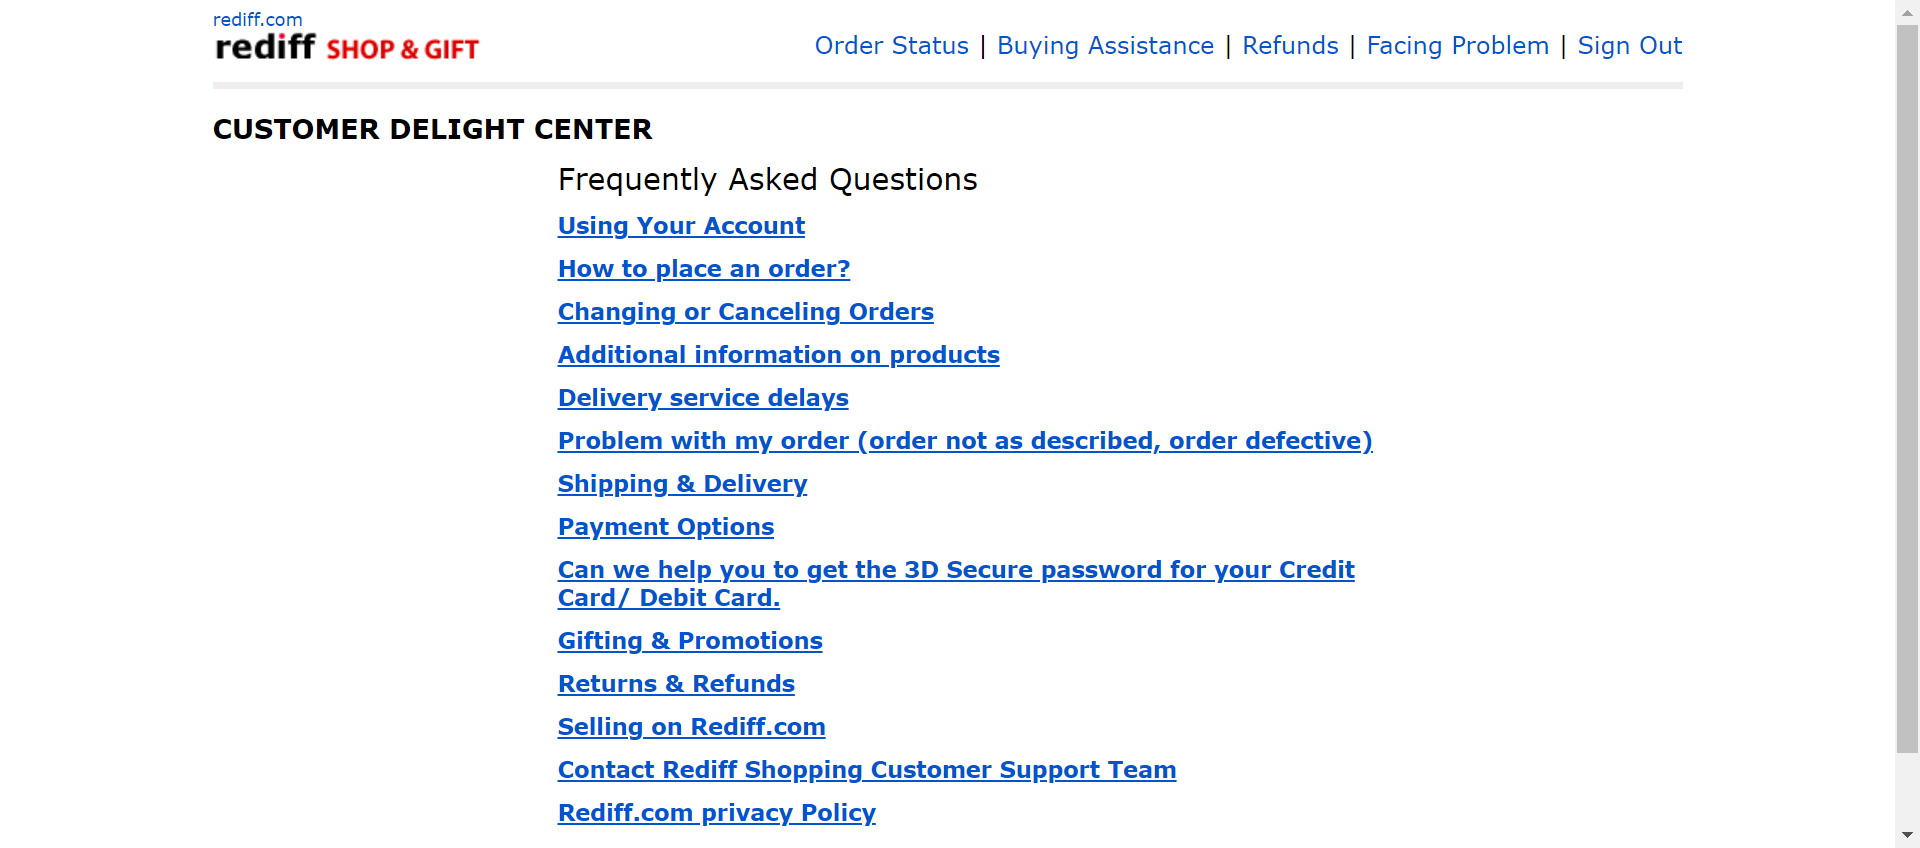 rediff.com
rediff SHOP & GIFT
Order Status | Buying Assistance | Refunds | Facing Problem | Sign Out
CUSTOMER DELIGHT CENTER
Frequently Asked Questions
Using Your Account
How to place an order?
Changing or Canceling Orders
Additional information on products
Delivery service delays
Problem with my order (order not as described, order defective)
Shipping & Delivery
Payment Options
Can we help you to get the 3D Secure password for your Credit
Card/ Debit Card.
Gifting & Promotions
Returns & Refunds
Selling on Rediff.com
Contact Rediff Shopping Customer Support Team
Rediff.com privacy Policy